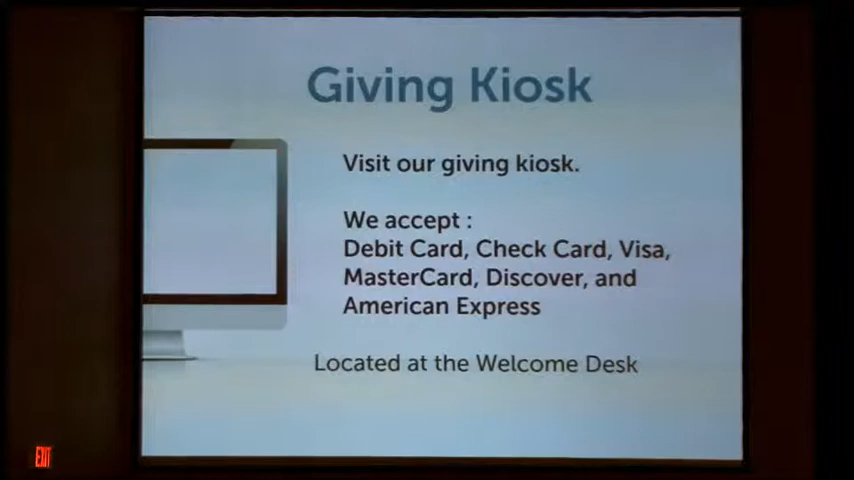 Giving Kiosk
Visit our giving kiosk.
We accept :
Debit Card, Check Card, Visa,
MasterCard, Discover, and
American Express
Located at the Welcome Desk
EXIT